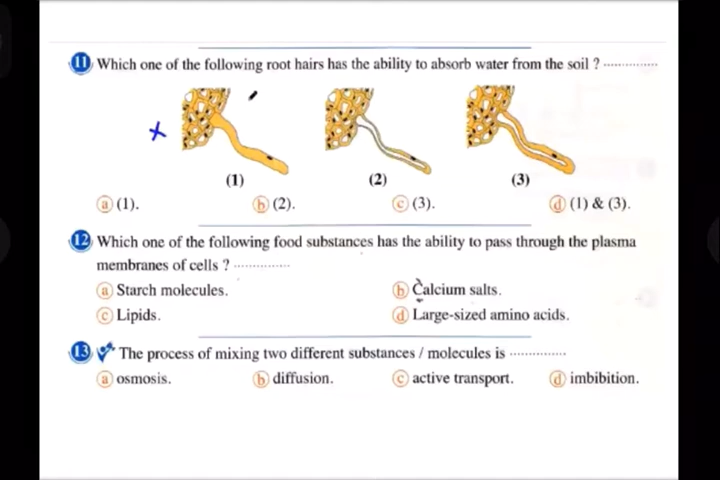 11 Which one of the following root hairs has the ability to absorb water from the soil ? ..............
(1) (2) (3)
a (1). b (2). c (3). d (1) & (3).
12 Which one of the following food substances has the ability to pass through the plasma
membranes of cells ? ..............
a Starch molecules. b Calcium salts.
c Lipids. d Large-sized amino acids.
13 The process of mixing two different substances / molecules is ..............
a osmosis. b diffusion. c active transport. d imbibition.